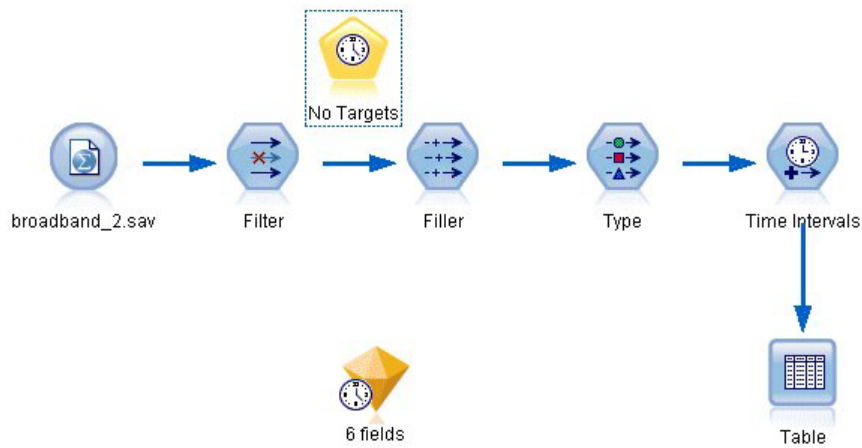 No Targets
broadband_2.sav
Filter
Filler
Type
Time Intervals
6 fields
Table